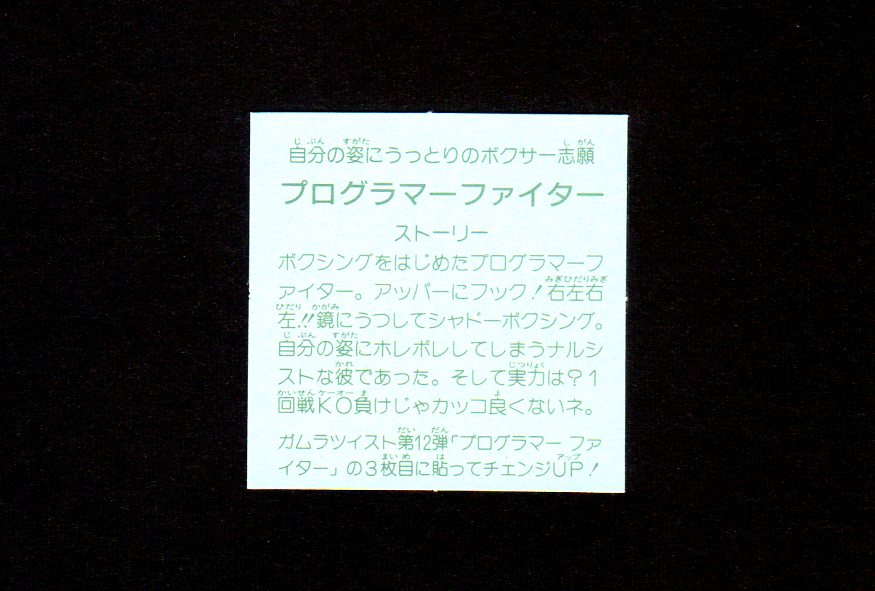 自分の姿にうっとりのボクサー志願
プログラマーファイター
ストーリー
ボクシングをはじめたプログラマーフ
ァイター。アッパーにフック!右左右
左!!鏡にうつしてシャドーボクシング。
自分の姿にホレボレしてしまうナルシ
ストな彼であった。そして実力は?1
回戦KO負けじゃカッコ良くないネ。
ガムラツイスト第12弾「プログラマー ファ
イター」の3枚目に貼ってチェンジUP!